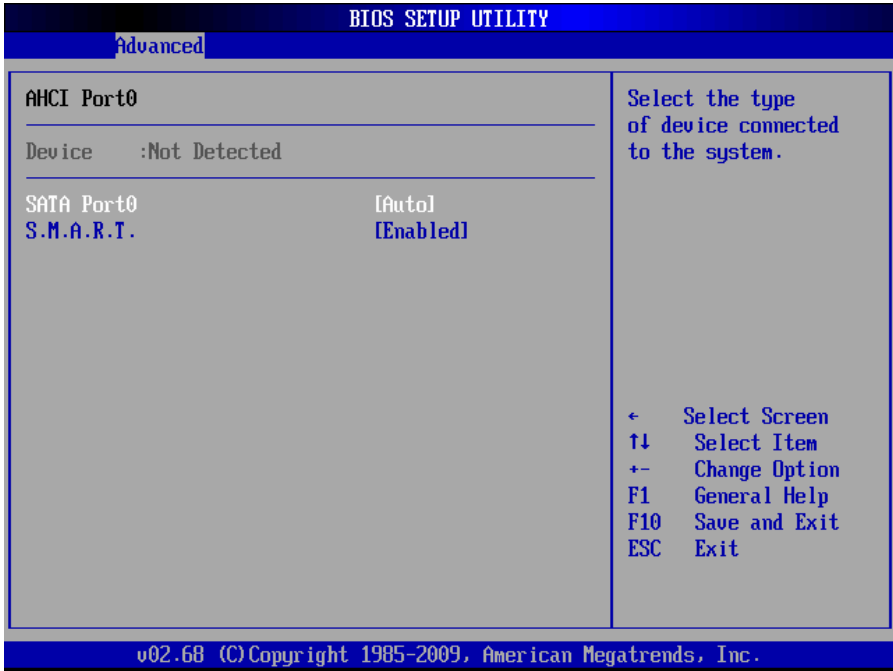 BIOS SETUP UTILITY
Advanced
AHCI Port0
Device :Not Detected
SATA Port0 [Auto]
S.M.A.R.T. [Enabled]
Select the type
of device connected
to the system.
← Select Screen
↑↓ Select Item
+- Change Option
F1 General Help
F10 Save and Exit
ESC Exit
v02.68 (C)Copyright 1985-2009, American Megatrends, Inc.